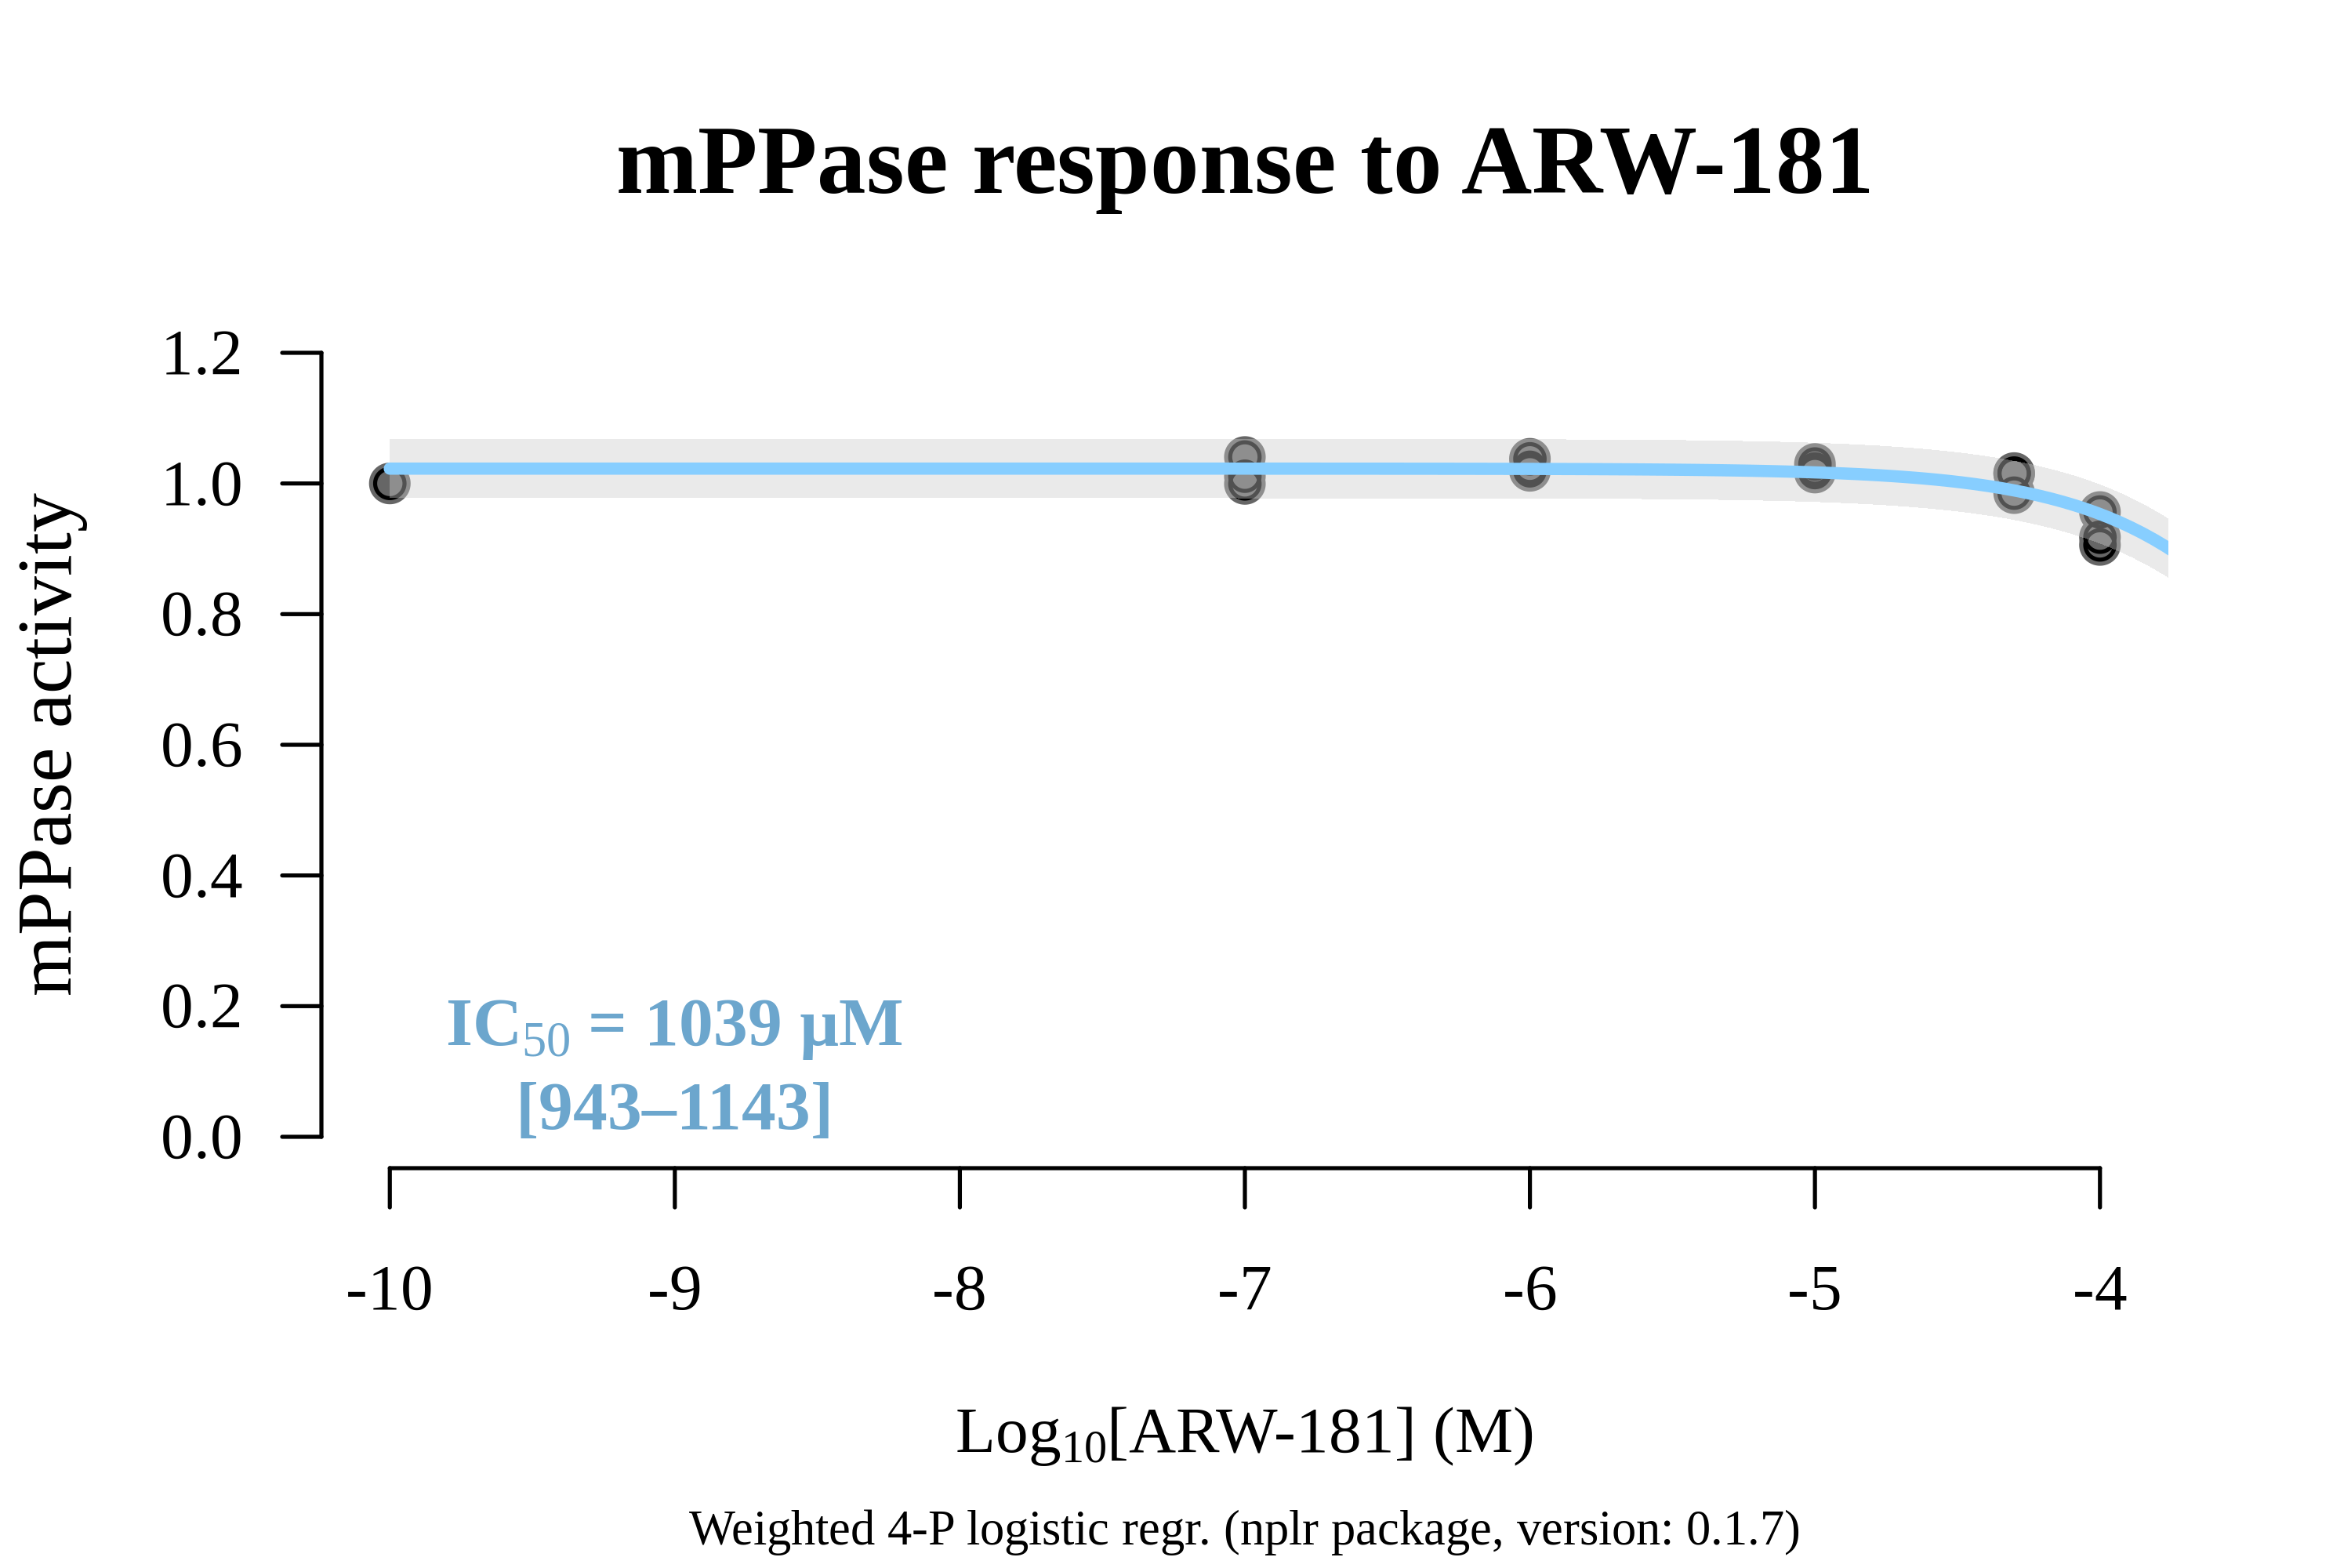 mPPase response to ARW-181
mPPase activity
1.2
1.0
0.8
0.6
0.4
0.2
0.0
IC50 = 1039 µM
[943–1143]
-10 -9 -8 -7 -6 -5 -4
Log10[ARW-181] (M)
Weighted 4-P logistic regr. (nplr package, version: 0.1.7)